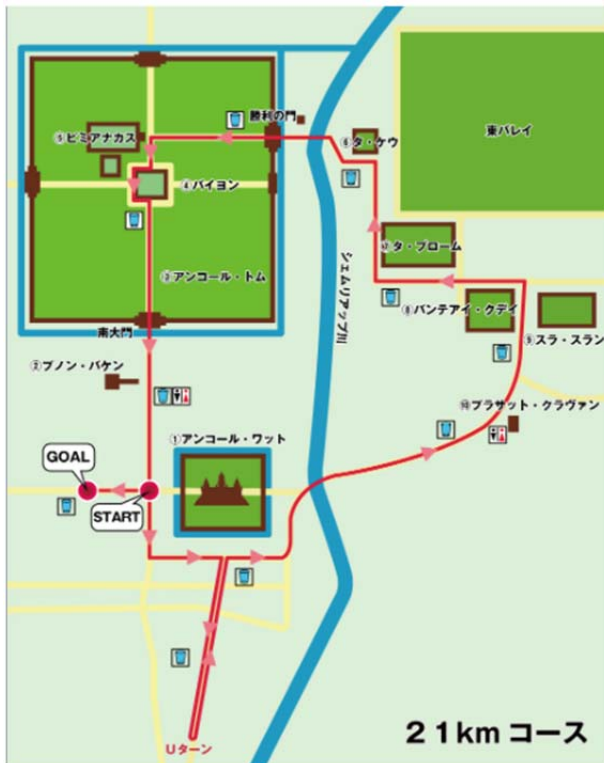 勝利の門
⑤ピミアナカス
⑥タ・ケウ
東バレイ
④バイヨン
⑦タ・プローム
③アンコール・トム
シェムリアップ川
⑧バンテアイ・クデイ
南大門
⑨スラ・スラン
②プノン・バケン
⑩プラサット・クラヴァン
①アンコール・ワット
GOAL
START
Uターン
21kmコース